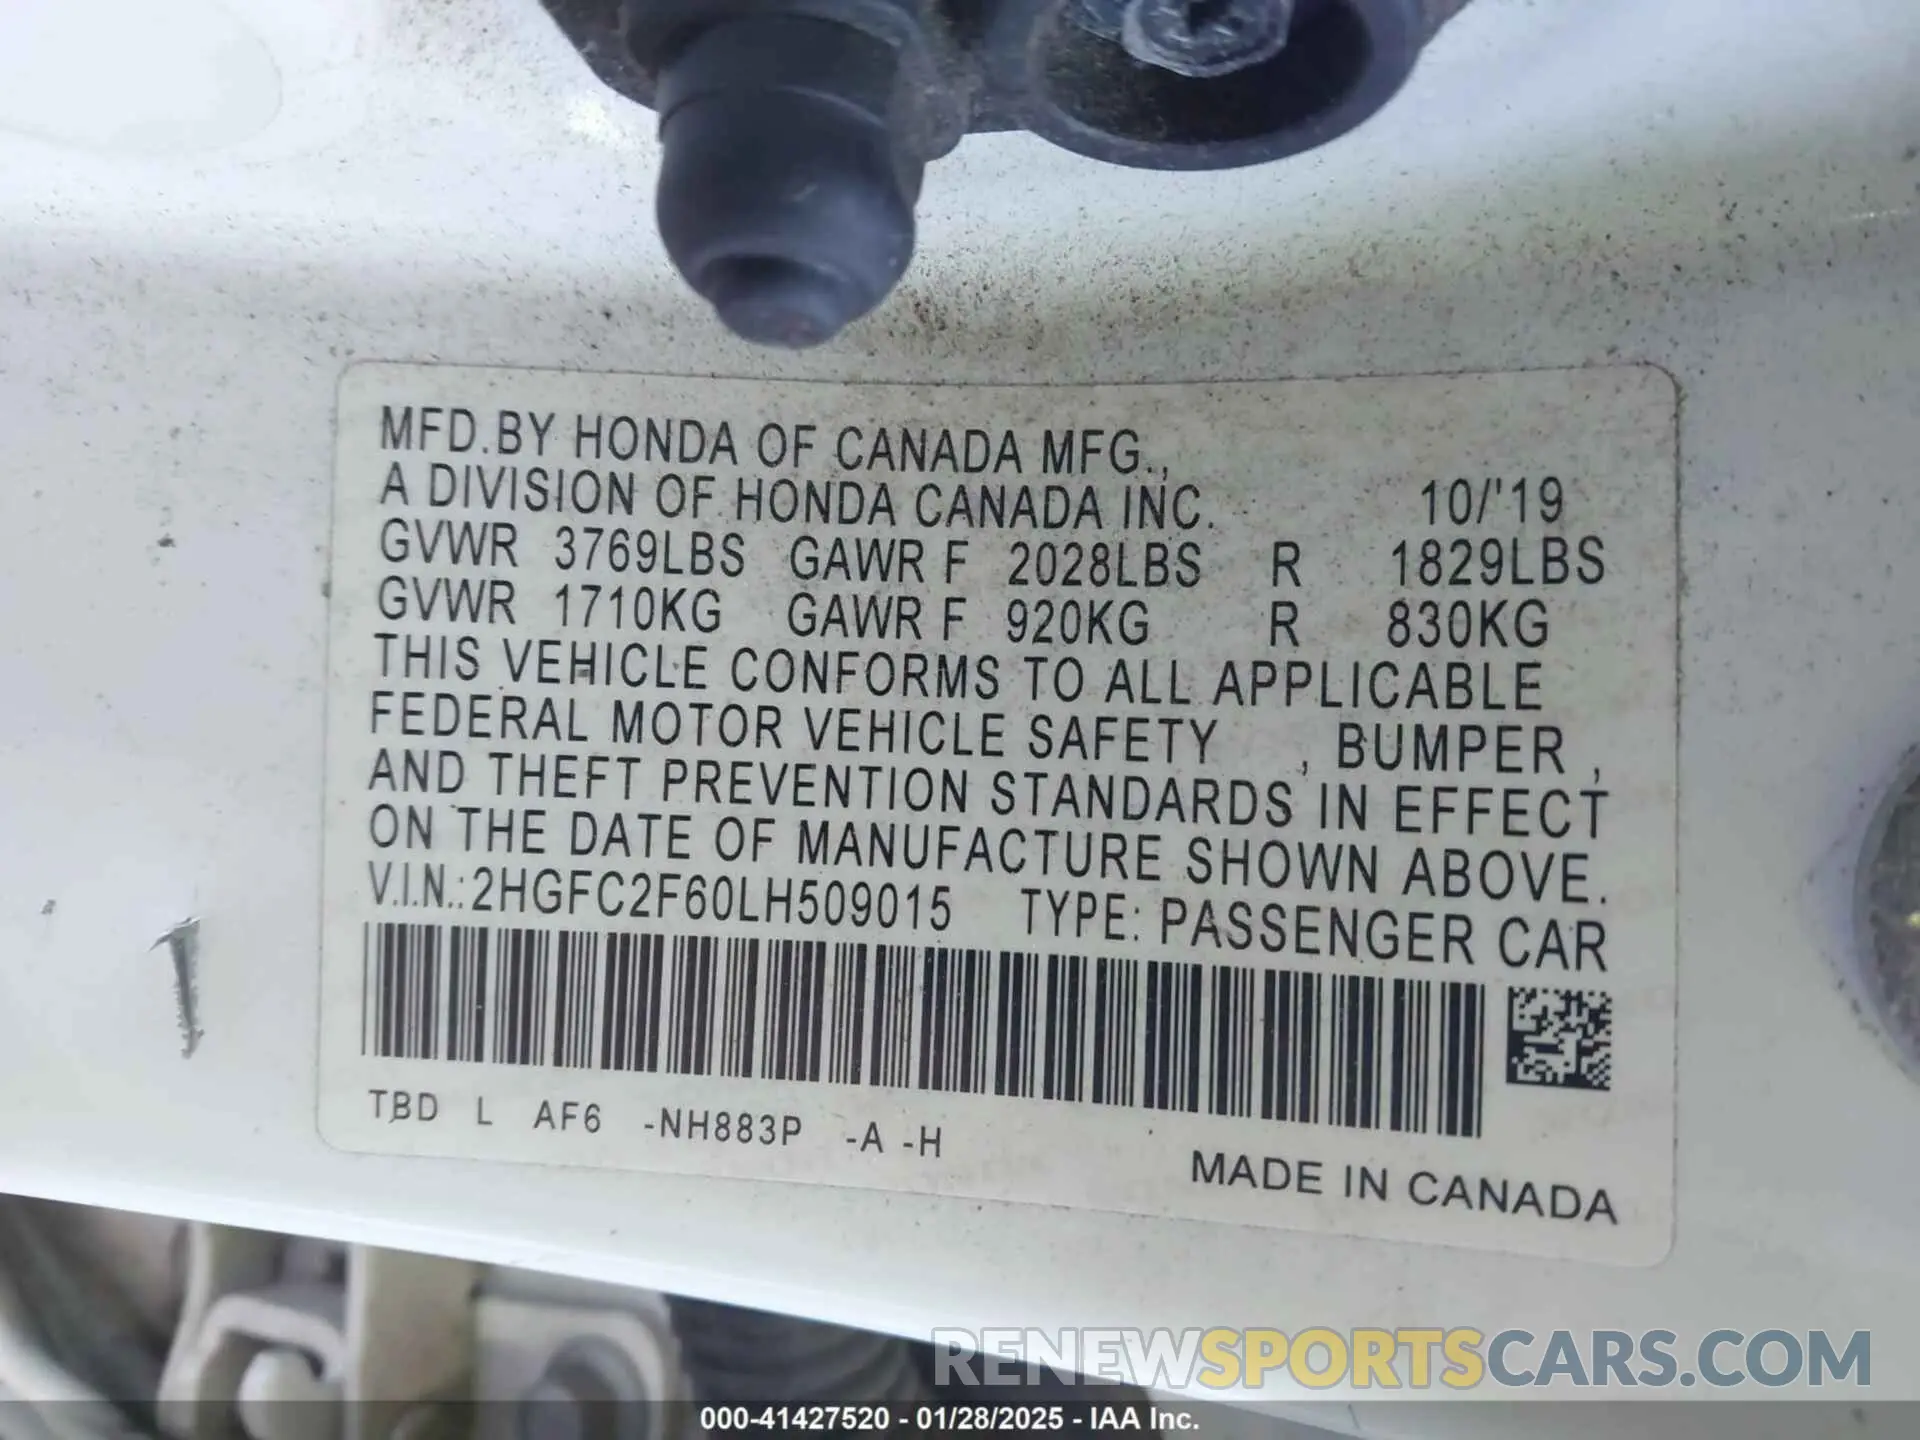 MFD.BY HONDA OF CANADA MFG.,
A DIVISION OF HONDA CANADA INC. 10/'19
GVWR 3769LBS GAWR F 2028LBS R 1829LBS
GVWR 1710KG GAWR F 920KG R 830KG
THIS VEHICLE CONFORMS TO ALL APPLICABLE
FEDERAL MOTOR VEHICLE SAFETY , BUMPER ,
AND THEFT PREVENTION STANDARDS IN EFFECT
ON THE DATE OF MANUFACTURE SHOWN ABOVE.
V.I.N.:2HGFC2F60LH509015 TYPE: PASSENGER CAR
TBD L AF6 -NH883P -A -H
MADE IN CANADA
RENEWSPORTSCARS.COM
000-41427520 - 01/28/2025 - IAA Inc.